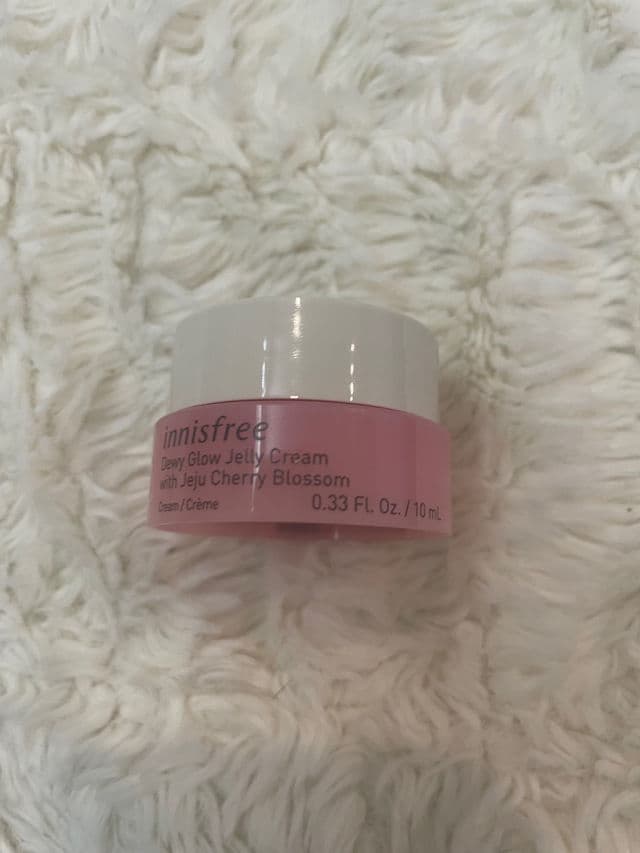 innisfree
Dewy Glow Jelly Cream
with Jeju Cherry Blossom
Cream / Crème
0.33 Fl. Oz. / 10 mL